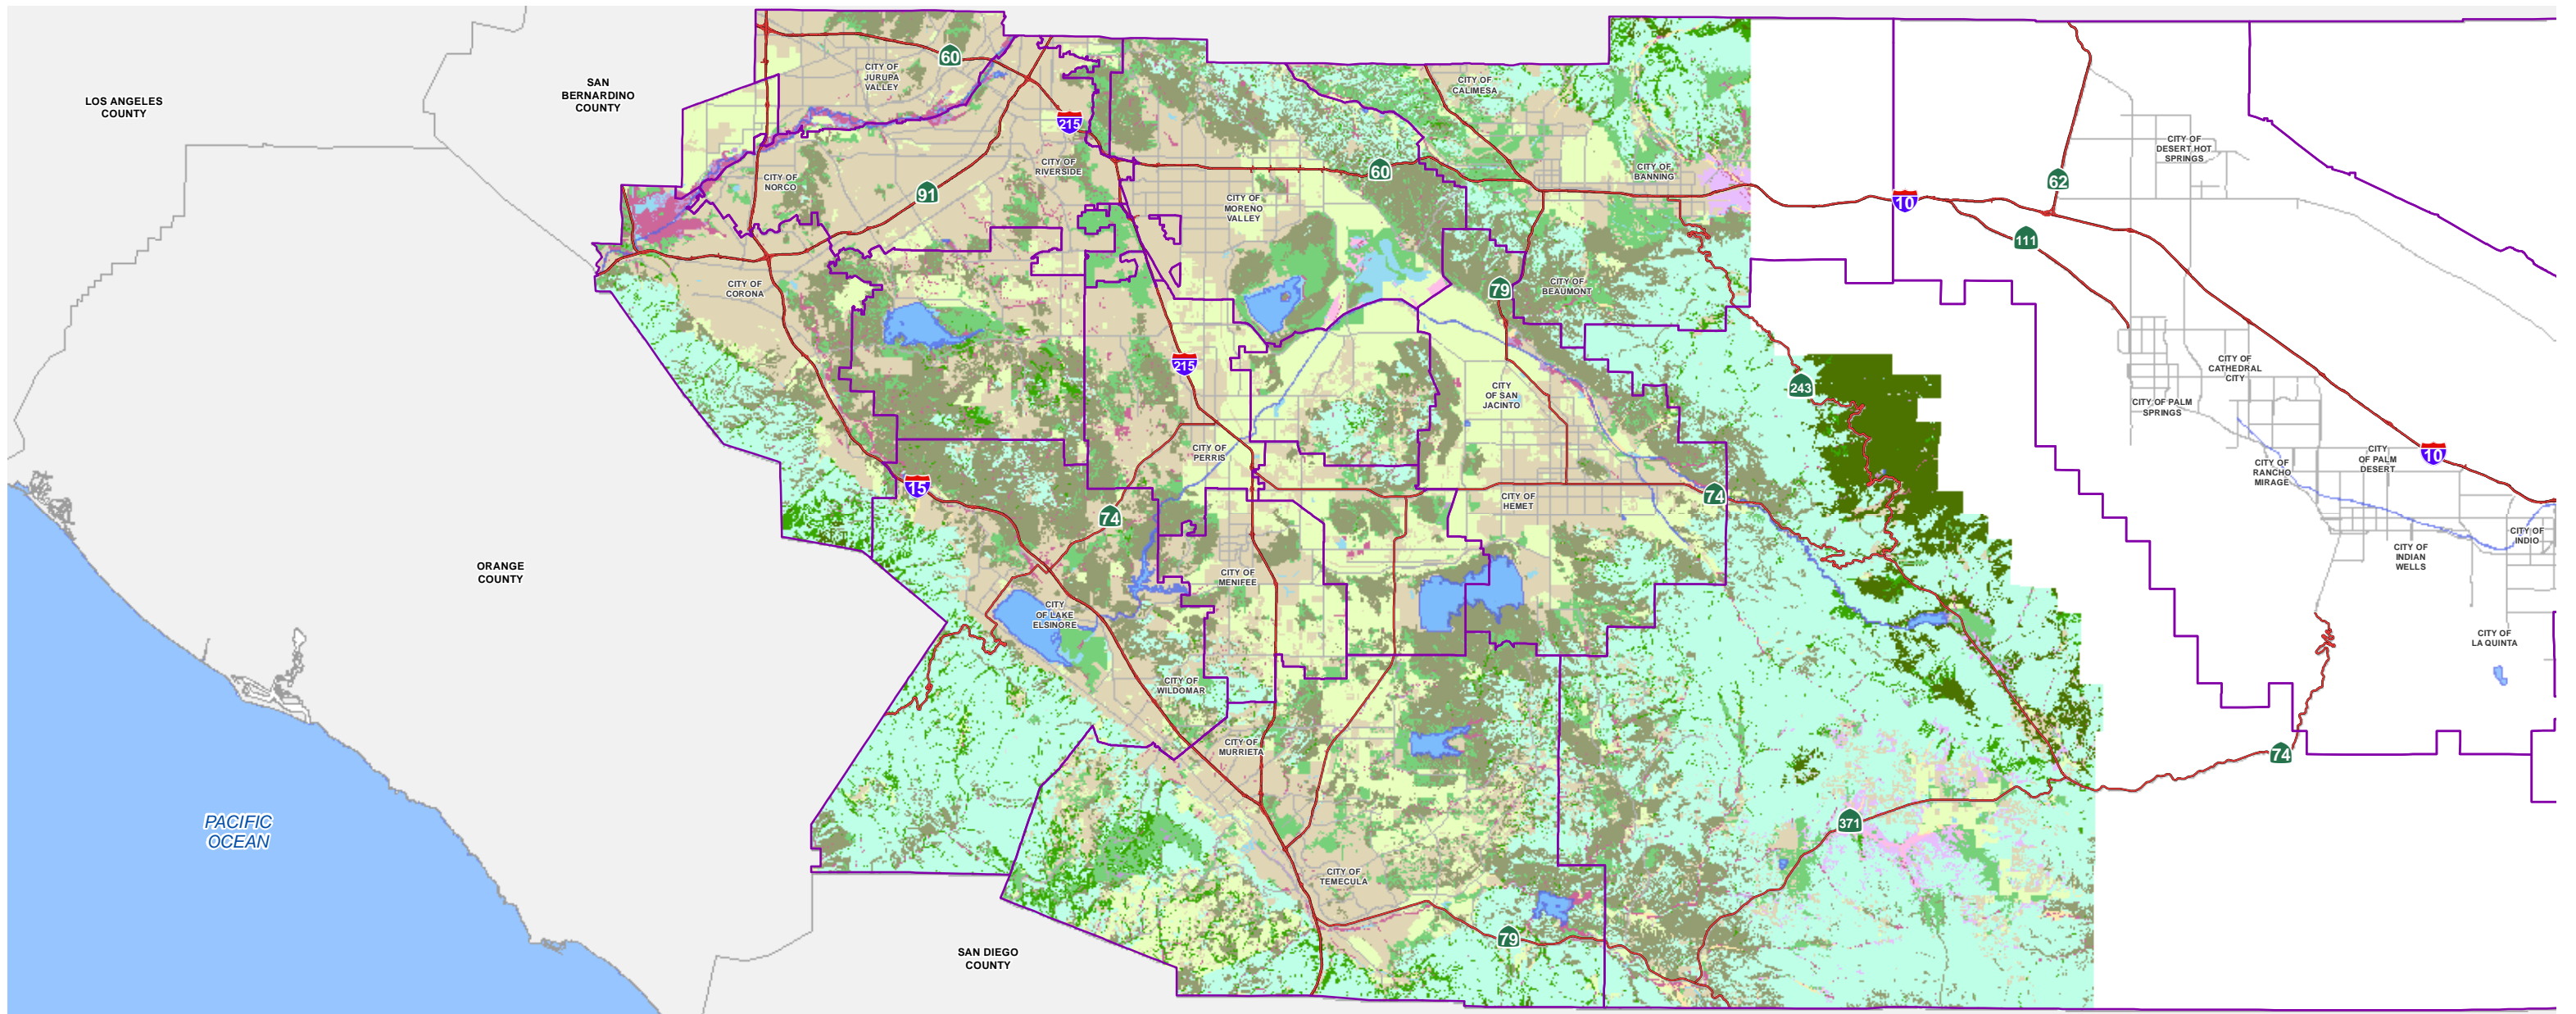 LOS ANGELES
COUNTY
SAN
BERNARDINO
COUNTY
ORANGE
COUNTY
SAN DIEGO
COUNTY
PACIFIC
OCEAN
60
CITY OF
JURUPA
VALLEY
215
CITY OF
RIVERSIDE
CITY OF
NORCO
91
CITY OF
CORONA
CITY OF
CALIMESA
60
CITY OF
MORENO
VALLEY
CITY OF
BANNING
79
CITY OF
BEAUMONT
10
62
111
CITY OF
DESERT HOT
SPRINGS
215
CITY
OF SAN
JACINTO
243
CITY OF
CATHEDRAL
CITY
CITY OF PALM
SPRINGS
CITY OF
PERRIS
15
74
CITY OF
HEMET
74
CITY OF
RANCHO
MIRAGE
CITY
OF PALM
DESERT
10
CITY OF
INDIO
CITY OF
INDIAN
WELLS
CITY OF
LA QUINTA
CITY OF
MENIFEE
CITY
OF LAKE
ELSINORE
CITY OF
WILDOMAR
CITY OF
MURRIETA
74
371
CITY OF
TEMECULA
79